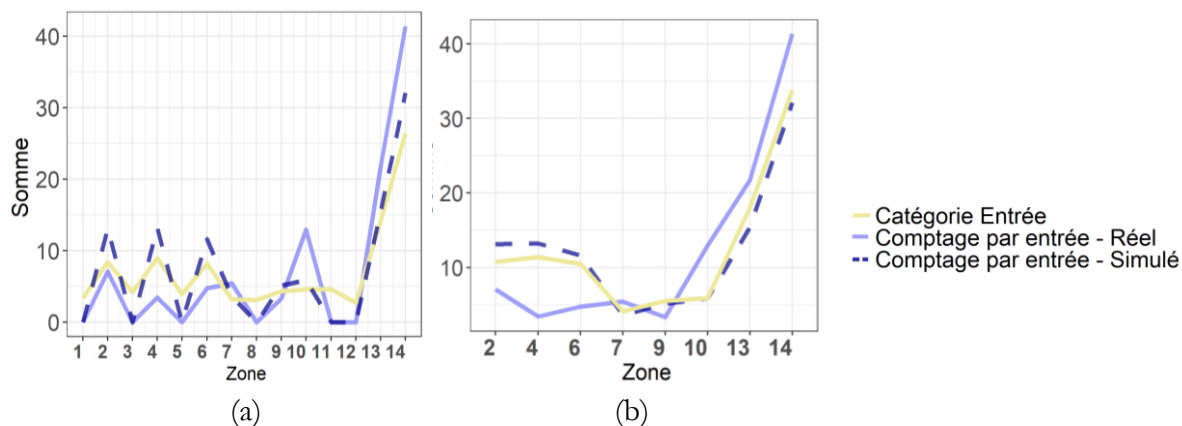 40
30
20
10
0
Somme
1 2 3 4 5 6 7 8 9 10 11 12 13 14
Zone
(a)
40
30
20
10
2 4 6 7 9 10 13 14
Zone
(b)
Catégorie Entrée
Comptage par entrée - Réel
Comptage par entrée - Simulé